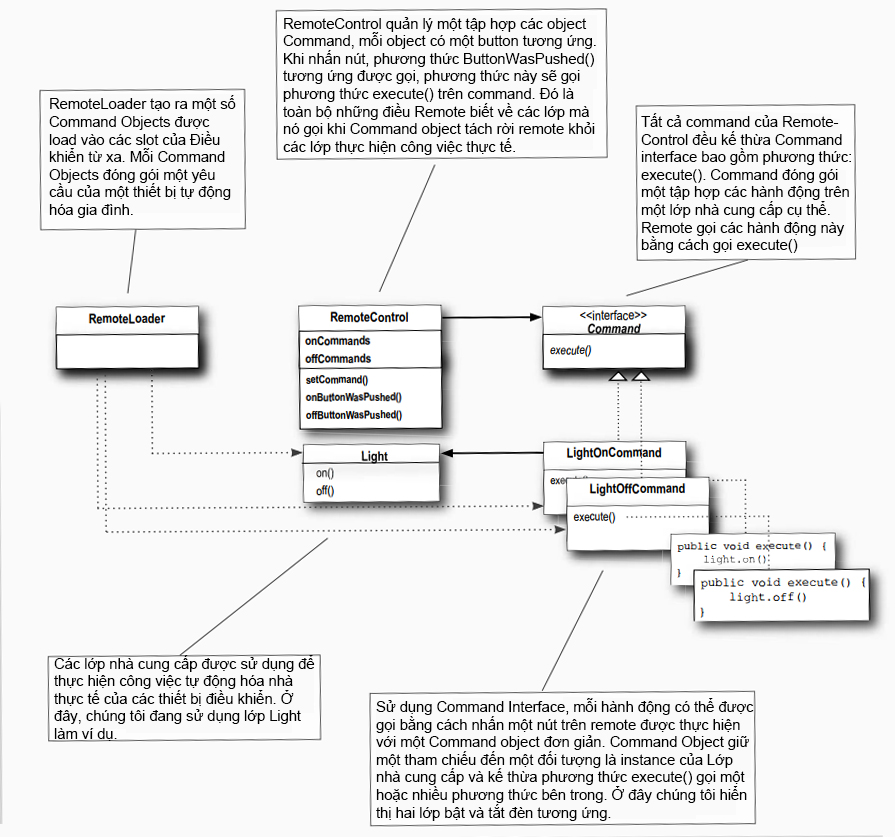 RemoteControl quản lý một tập hợp các object
Command, mỗi object có một button tương ứng.
Khi nhấn nút, phương thức ButtonWasPushed()
tương ứng được gọi, phương thức này sẽ gọi
phương thức execute() trên command. Đó là
toàn bộ những điều Remote biết về các lớp mà
nó gọi khi Command object tách rời remote khỏi
các lớp thực hiện công việc thực tế.
RemoteLoader tạo ra một số
Command Objects được
load vào các slot của Điều
khiển từ xa. Mỗi Command
Objects đóng gói một yêu
cầu của một thiết bị tự động
hóa gia đình.
Tất cả command của Remote-
Control đều kế thừa Command
interface bao gồm phương thức:
execute(). Command đóng gói
một tập hợp các hành động trên
một lớp nhà cung cấp cụ thể.
Remote gọi các hành động này
bằng cách gọi execute()
RemoteLoader
RemoteControl
onCommands
offCommands
setCommand()
onButtonWasPushed()
offButtonWasPushed()
<<interface>>
Command
execute()
Light
on()
off()
LightOnCommand
LightOffCommand
execute()
public void execute() {
light.on()
}
public void execute() {
light.off()
}
Các lớp nhà cung cấp được sử dụng để
thực hiện công việc tự động hóa nhà
thực tế của các thiết bị điều khiển. Ở
đây, chúng tôi đang sử dụng lớp Light
làm ví dụ.
Sử dụng Command Interface, mỗi hành động có thể được
gọi bằng cách nhấn một nút trên remote được thực hiện
với một Command object đơn giản. Command Object giữ
một tham chiếu đến một đối tượng là instance của Lớp
nhà cung cấp và kế thừa phương thức execute() gọi một
hoặc nhiều phương thức bên trong. Ở đây chúng tôi hiển
thị hai lớp bật và tắt đèn tương ứng.